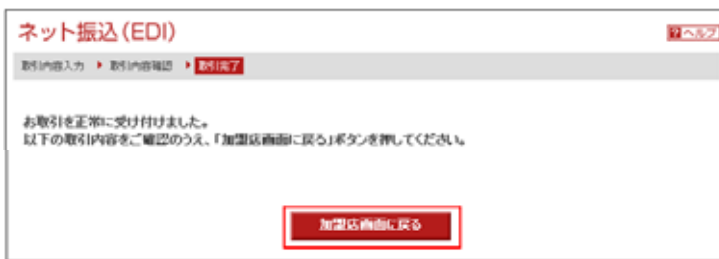 ネット振込(EDI)
?ヘルプ
取引内容入力 ▶ 取引内容確認 ▶ 取引完了
お取引を正常に受け付けました。
以下の取引内容をご確認のうえ、「加盟店画面に戻る」ボタンを押してください。
加盟店画面に戻る